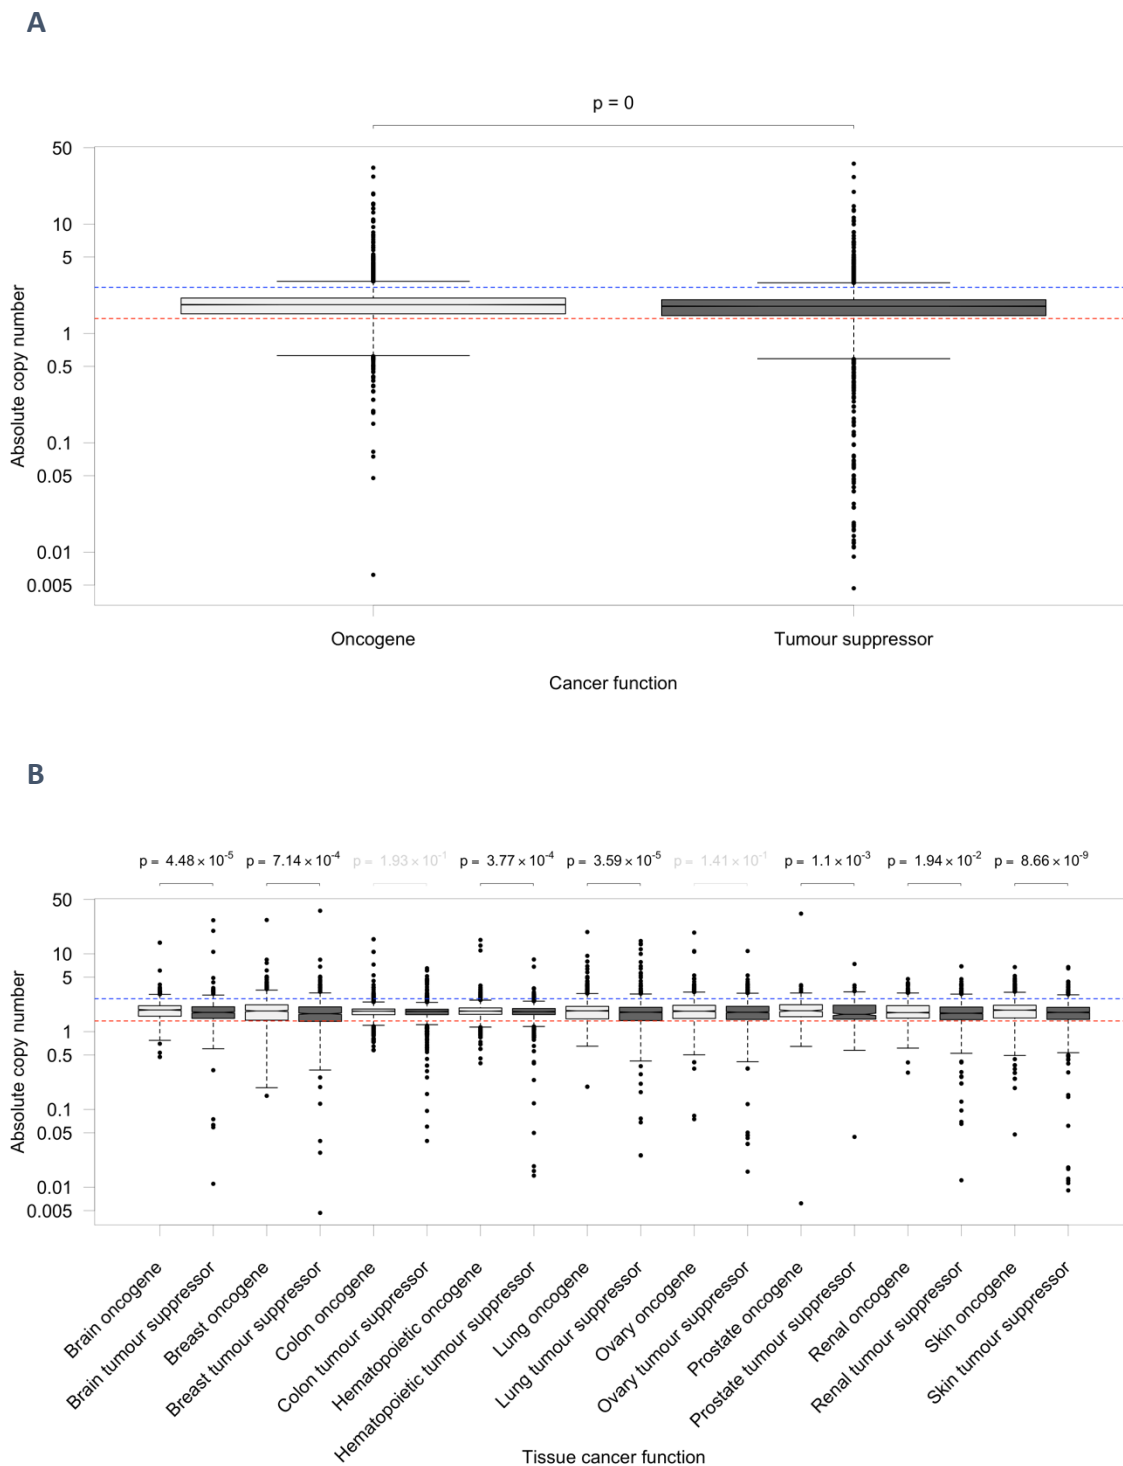 A
p = 0
50
10
5
1
0.5
0.1
0.05
0.01
0.005
Absolute copy number
Oncogene
Tumour suppressor
Cancer function
B
p = 4.48 × 10⁻⁵
p = 7.14 × 10⁻⁴
p = 1.93 × 10⁻¹
p = 3.77 × 10⁻⁴
p = 3.59 × 10⁻⁵
p = 1.41 × 10⁻¹
p = 1.1 × 10⁻³
p = 1.94 × 10⁻²
p = 8.66 × 10⁻⁹
50
10
5
1
0.5
0.1
0.05
0.01
0.005
Absolute copy number
Brain oncogene
Brain tumour suppressor
Breast oncogene
Breast tumour suppressor
Colon oncogene
Colon tumour suppressor
Hematopoietic oncogene
Hematopoietic tumour suppressor
Lung oncogene
Lung tumour suppressor
Ovary oncogene
Ovary tumour suppressor
Prostate oncogene
Prostate tumour suppressor
Renal oncogene
Renal tumour suppressor
Skin oncogene
Skin tumour suppressor
Tissue cancer function